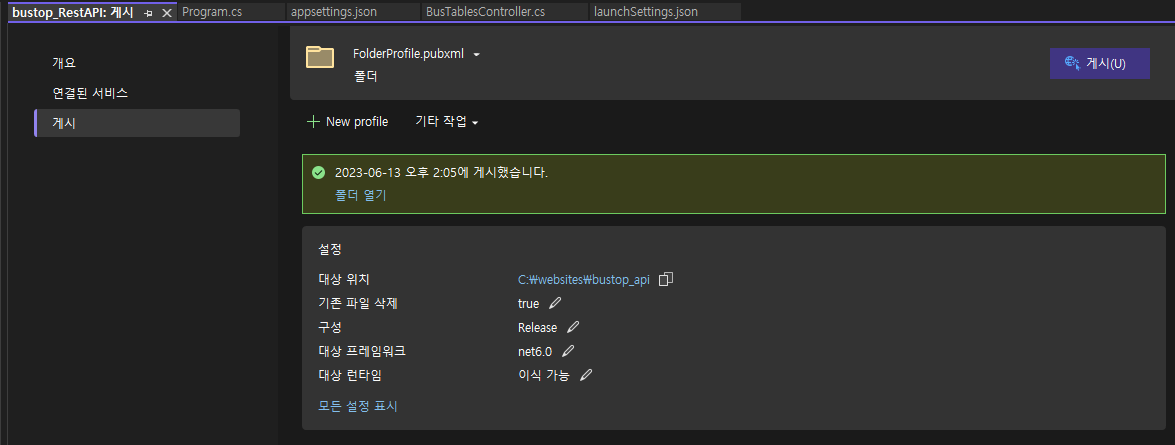 bustop_RestAPI: 게시 Program.cs appsettings.json BusTablesController.cs launchSettings.json
개요
연결된 서비스
게시
FolderProfile.pubxml
폴더
게시(U)
New profile 기타 작업
2023-06-13 오후 2:05에 게시했습니다.
폴더 열기
설정
대상 위치 C:₩websites₩bustop_api
기존 파일 삭제 true
구성 Release
대상 프레임워크 net6.0
대상 런타임 이식 가능
모든 설정 표시